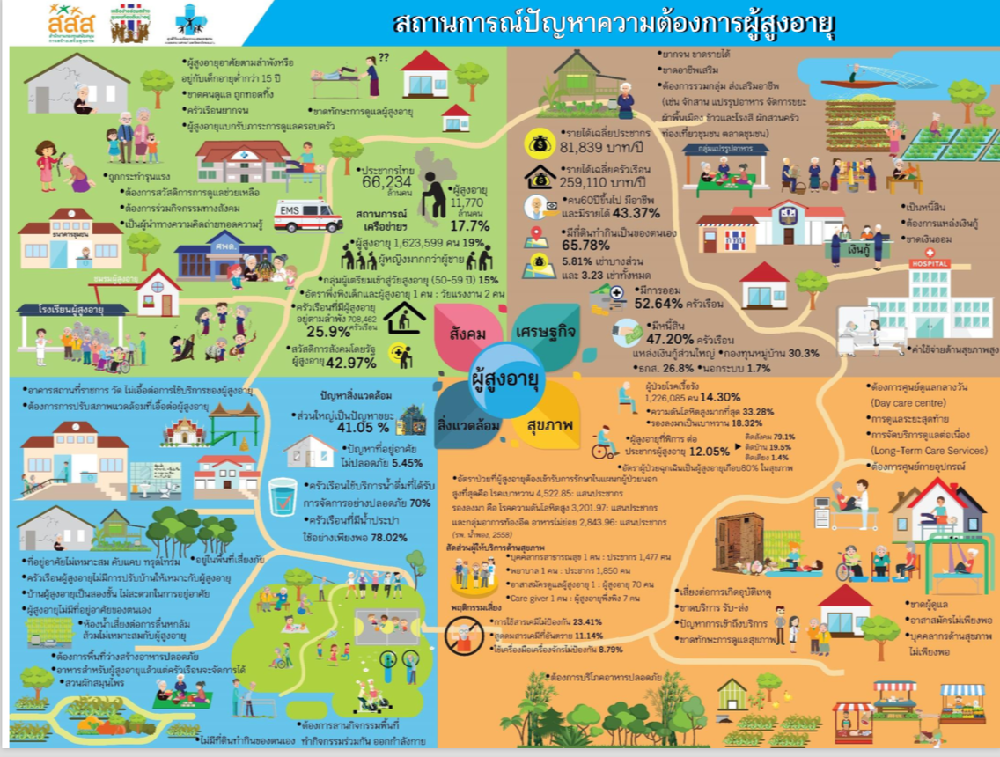 สสส
สำนักงานกองทุนสนับสนุน
การสร้างเสริมสุขภาพ
สถานการณ์ปัญหาความต้องการผู้สูงอายุ
•ผู้สูงอายุอาศัยตามลำพังหรือ
อยู่กับเด็กอายุต่ำกว่า 15 ปี
•ขาดคนดูแล ถูกทอดทิ้ง
•ครัวเรือนยากจน
•ผู้สูงอายุแบกรับภาระการดูแลครอบครัว
??
•ขาดทักษะการดูแลผู้สูงอายุ
•ถูกกระทำรุนแรง
•ต้องการสวัสดิการการดูแลช่วยเหลือ
•ต้องการร่วมกิจกรรมทางสังคม
•เป็นผู้นำทางความคิดถ่ายทอดความรู้
ธนาคารชุมชน
ศพด.
EMS
ชมรมผู้สูงอายุ
โรงเรียนผู้สูงอายุ
•ประชากรไทย
66,234
ล้านคน
•ผู้สูงอายุ
11,770
ล้านคน
17.7%
สถานการณ์
เครือข่ายฯ
•ผู้สูงอายุ 1,623,599 คน 19%
ผู้หญิงมากกว่าผู้ชาย
•กลุ่มผู้เตรียมเข้าสู่วัยสูงอายุ (50-59 ปี) 15%
•อัตราพึ่งพิงเด็กและผู้สูงอายุ 1 คน : วัยแรงงาน 2 คน
•ครัวเรือนที่มีผู้สูงอายุ
อยู่ตามลำพัง 708,462
ครัวเรือน
25.9%
•สวัสดิการสังคมโดยรัฐ
ผู้สูงอายุ 42.97%
•ยากจน ขาดรายได้
•ขาดอาชีพเสริม
•ต้องการรวมกลุ่ม ส่งเสริมอาชีพ
(เช่น จักสาน แปรรูปอาหาร จัดการขยะ
ผ้าพื้นเมือง ข้าวและโรงสี ผักสวนครัว
ท่องเที่ยวชุมชน ตลาดชุมชน)
•รายได้เฉลี่ยประชากร
81,839 บาท/ปี
•รายได้เฉลี่ยครัวเรือน
259,110 บาท/ปี
•คน60ปีขึ้นไป มีอาชีพ
และมีรายได้ 43.37%
•มีที่ดินทำกินเป็นของตนเอง
65.78%
5.81% เช่าบางส่วน
และ 3.23 เช่าทั้งหมด
•มีการออม
52.64% ครัวเรือน
•มีหนี้สิน
47.20% ครัวเรือน
แหล่งเงินกู้ส่วนใหญ่ •กองทุนหมู่บ้าน 30.3%
•ธกส. 26.8% •นอกระบบ 1.7%
กลุ่มแปรรูปอาหาร
•เป็นหนี้สิน
•ต้องการแหล่งเงินกู้
•ขาดเงินออม
เงินกู้
HOSPITAL
•ค่าใช้จ่ายด้านสุขภาพสูง
สังคม
เศรษฐกิจ
ผู้สูงอายุ
สิ่งแวดล้อม
สุขภาพ
•อาคารสถานที่ราชการ วัด ไม่เอื้อต่อการใช้บริการของผู้สูงอายุ
•ต้องการการปรับสภาพแวดล้อมที่เอื้อต่อผู้สูงอายุ
ปัญหาสิ่งแวดล้อม
•ส่วนใหญ่เป็นปัญหาขยะ
41.05 %
•ปัญหาที่อยู่อาศัย
ไม่ปลอดภัย 5.45%
•ครัวเรือนใช้บริการน้ำดื่มที่ได้รับ
การจัดการอย่างปลอดภัย 70%
•ครัวเรือนที่มีน้ำประปา
ใช้อย่างเพียงพอ 78.02%
•ที่อยู่อาศัยไม่เหมาะสม คับแคบ ทรุดโทรม
•อยู่ในพื้นที่เสี่ยงภัย
•ครัวเรือนผู้สูงอายุไม่มีการปรับบ้านให้เหมาะกับผู้สูงอายุ
•บ้านผู้สูงอายุเป็นสองชั้น ไม่สะดวกในการอยู่อาศัย
•ผู้สูงอายุไม่มีที่อยู่อาศัยของตนเอง
•ห้องน้ำเสี่ยงต่อการลื่นหกล้ม
ส้วมไม่เหมาะสมกับผู้สูงอายุ
•ต้องการพื้นที่ว่างสร้างอาหารปลอดภัย
•อาหารสำหรับผู้สูงอายุแล้วแต่ครัวเรือนจะจัดการได้
•สวนผักสมุนไพร
•ไม่มีที่ดินทำกินของตนเอง
•ต้องการลานกิจกรรมพื้นที่
ทำกิจกรรมร่วมกัน ออกกำลังกาย
ผู้ป่วยโรคเรื้อรัง
1,226,085 คน 14.30%
•ความดันโลหิตสูงมากที่สุด 33.28%
•รองลงมาเป็นเบาหวาน 18.32%
•ผู้สูงอายุที่พิการ ต่อ
ประชากรผู้สูงอายุ 12.05%
ติดสังคม 79.1%
ติดบ้าน 19.5%
ติดเตียง 1.4%
•อัตราผู้ป่วยฉุกเฉินเป็นผู้สูงอายุเกือบ80% ในสุขภาพ
•อัตราป่วยที่ผู้สูงอายุต้องเข้ารับการรักษาในแผนกผู้ป่วยนอก
สูงที่สุดคือ โรคเบาหวาน 4,522.85: แสนประชากร
รองลงมา คือ โรคความดันโลหิตสูง 3,201.97: แสนประชากร
และกลุ่มอาการท้องอืด อาหารไม่ย่อย 2,843.96: แสนประชากร
(รพ. น้ำพอง, 2558)
สัดส่วนผู้ให้บริการด้านสุขภาพ
•บุคคลากรสาธารณสุข 1 คน : ประชากร 1,477 คน
•พยาบาล 1 คน : ประชากร 1,850 คน
•อาสาสมัครดูแลผู้สูงอายุ 1 : ผู้สูงอายุ 70 คน
•Care giver 1 คน : ผู้สูงอายุพึ่งพิง 7 คน
พฤติกรรมเสี่ยง
•การใช้สารเคมีไม่ป้องกัน 23.41%
•สูดดมสารเคมีที่อันตราย 11.14%
•ใช้เครื่องมือเครื่องจักรไม่ป้องกัน 8.79%
•ต้องการบริโภคอาหารปลอดภัย
•ต้องการศูนย์ดูแลกลางวัน
(Day care centre)
•การดูแลระยะสุดท้าย
•การจัดบริการดูแลต่อเนื่อง
(Long-Term Care Services)
•ต้องการศูนย์กายอุปกรณ์
•เสี่ยงต่อการเกิดอุบัติเหตุ
•ขาดบริการ รับ-ส่ง
•ปัญหาการเข้าถึงบริการ
•ขาดทักษะการดูแลสุขภาพ
•ขาดผู้ดูแล
•อาสาสมัครไม่เพียงพอ
•บุคคลากรด้านสุขภาพ
ไม่เพียงพอ